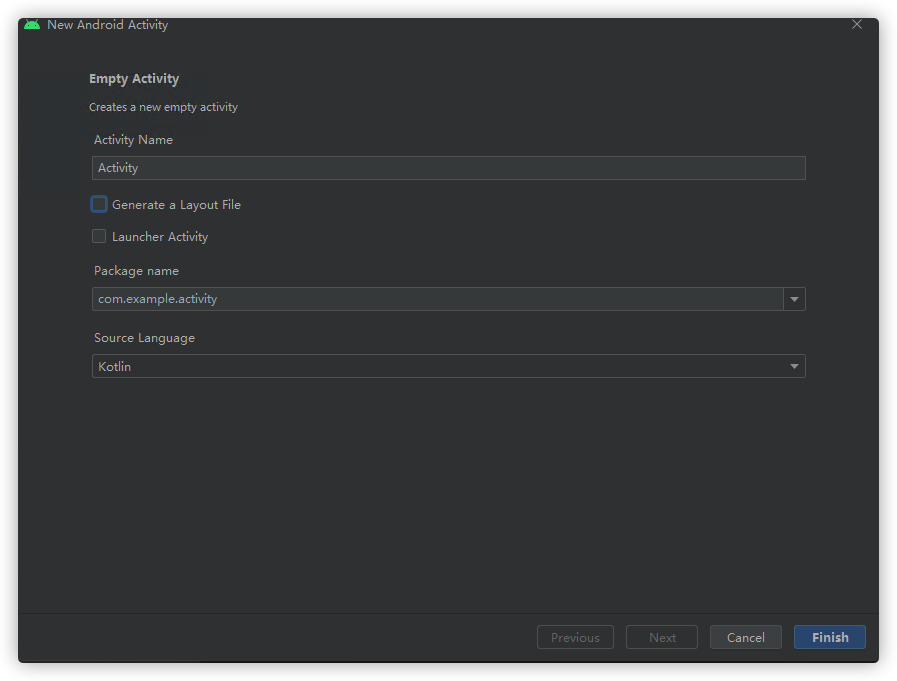 New Android Activity
Empty Activity
Creates a new empty activity
Activity Name
Activity
Generate a Layout File
Launcher Activity
Package name
com.example.activity
Source Language
Kotlin
Previous
Next
Cancel
Finish